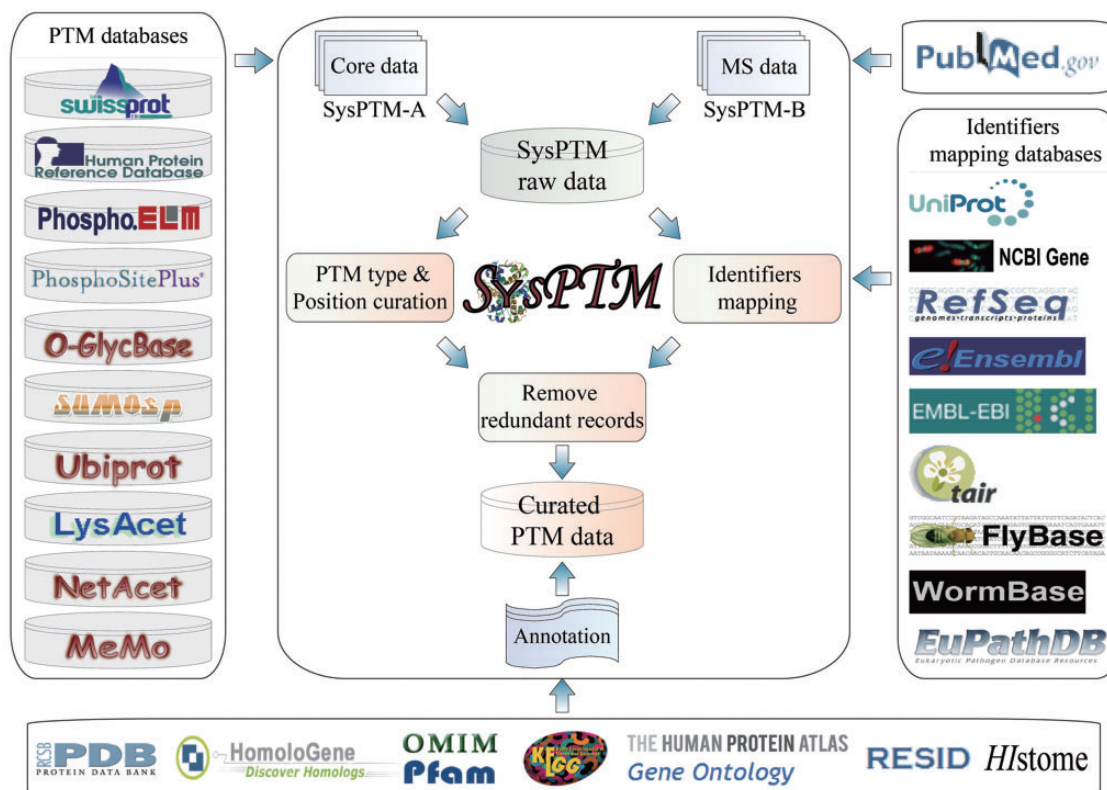 PTM databases
swissprot
Human Protein
Reference Database
Phospho.ELM
PhosphoSitePlus®
O-GlycBase
SUMOsp
Ubiprot
LysAcet
NetAcet
MeMo
Core data
SysPTM-A
MS data
SysPTM-B
SysPTM
raw data
PTM type &
Position curation
SysPTM
Identifiers
mapping
Remove
redundant records
Curated
PTM data
Annotation
PubMed.gov
Identifiers
mapping databases
UniProt
NCBI Gene
RefSeq
genomes·transcripts·proteins
e!Ensembl
EMBL-EBI
tair
FlyBase
WormBase
EuPathDB
Eukaryotic Pathogen Database Resources
RCSB
PDB
PROTEIN DATA BANK
HomoloGene
Discover Homologs
OMIM
Pfam
KEGG
THE HUMAN PROTEIN ATLAS
Gene Ontology
RESID
HIstome